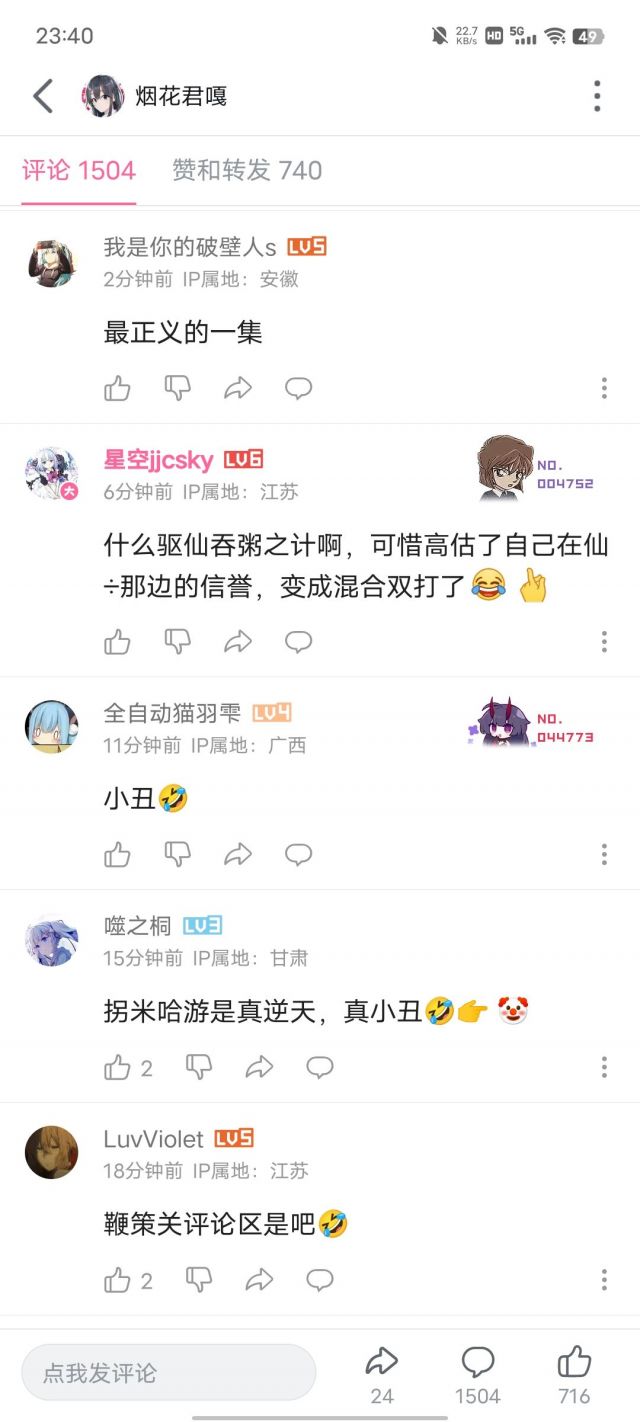 23:40
22.7 KB/s HD 5G 49
烟花君嘎
评论 1504 赞和转发 740
我是你的破壁人s LV5
2分钟前 IP属地：安徽
最正义的一集
星空jjcsky LV6
大
NO.
004752
6分钟前 IP属地：江苏
什么驱仙吞粥之计啊，可惜高估了自己在仙
÷那边的信誉，变成混合双打了😂🖕
全自动猫羽雫 LV4
NO.
044773
11分钟前 IP属地：广西
小丑🤣
噬之桐 LV3
15分钟前 IP属地：甘肃
拐米哈游是真逆天，真小丑🤣👉🤡
2
LuvViolet LV5
18分钟前 IP属地：江苏
鞭策关评论区是吧🤣
2
点我发评论
24 1504 716